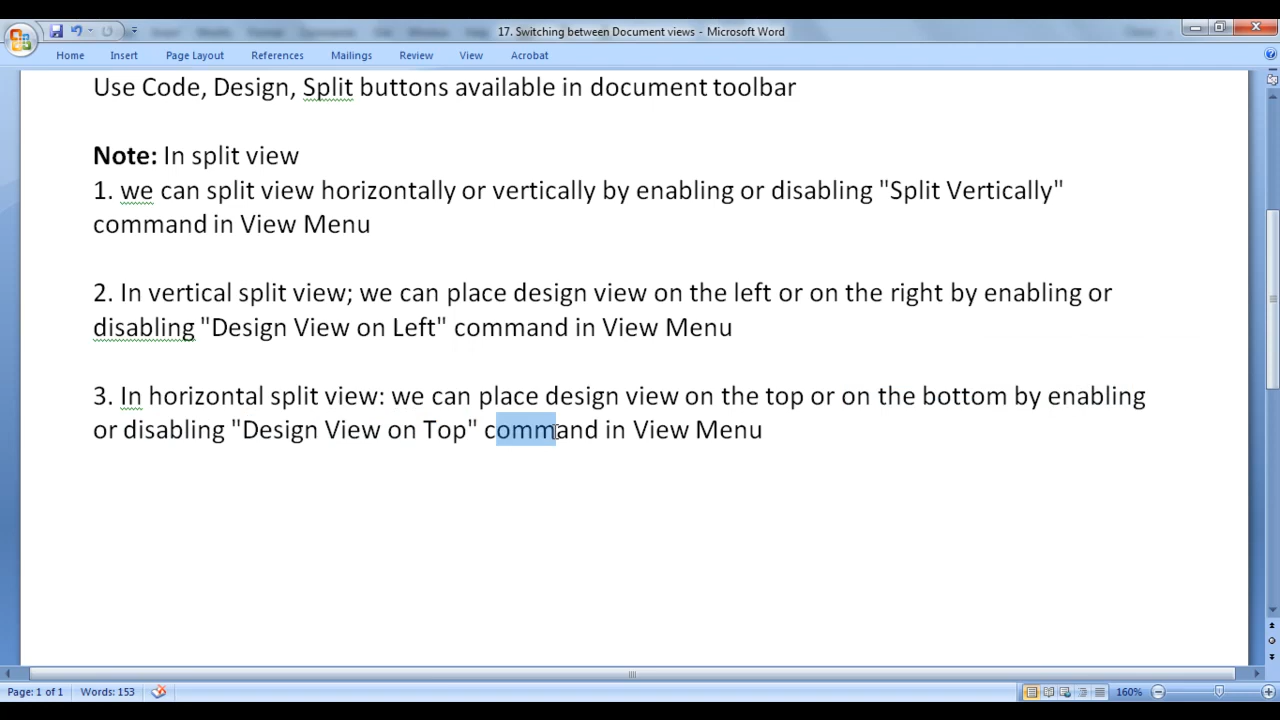 17. Switching between Document views - Microsoft Word
Home Insert Page Layout References Mailings Review View Acrobat
Use Code, Design, Split buttons available in document toolbar
Note: In split view
1. we can split view horizontally or vertically by enabling or disabling "Split Vertically"
command in View Menu
2. In vertical split view; we can place design view on the left or on the right by enabling or
disabling "Design View on Left" command in View Menu
3. In horizontal split view: we can place design view on the top or on the bottom by enabling
or disabling "Design View on Top" command in View Menu
Page: 1 of 1 Words: 153 160%